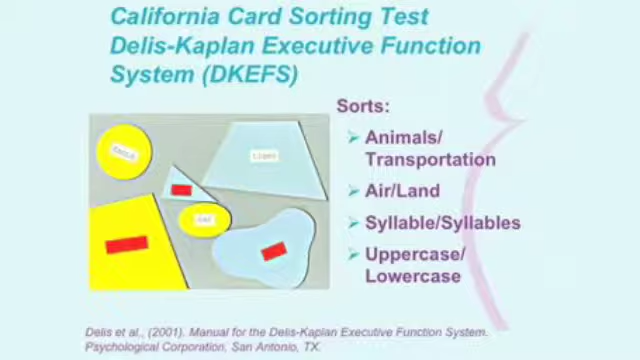 California Card Sorting Test
Delis-Kaplan Executive Function
System (DKEFS)
Sorts:
Animals/
Transportation
Air/Land
Syllable/Syllables
Uppercase/
Lowercase
Delis et al., (2001). Manual for the Delis-Kaplan Executive Function System.
Psychological Corporation, San Antonio, TX.